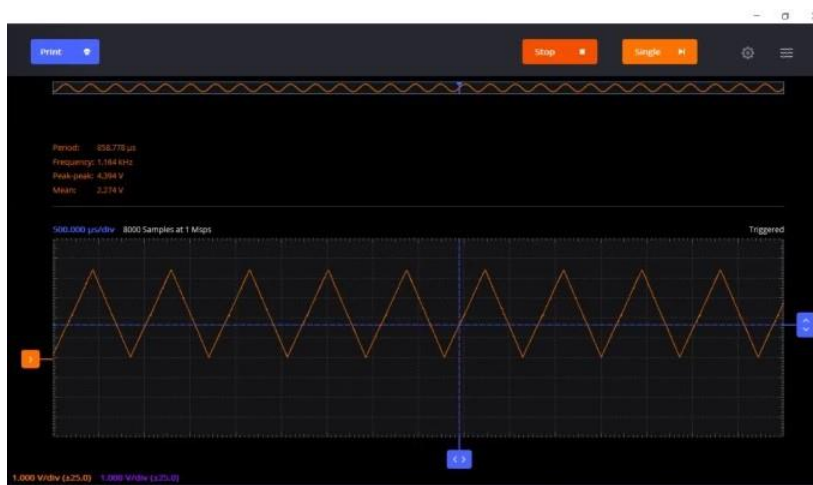 Print
Stop
Single
Period: 858.778 µs
Frequency: 1.164 kHz
Peak-peak: 4.394 V
Mean: 2.274 V
500.000 µs/div 8000 Samples at 1 Msps
Triggered
1.000 V/div (±25.0) 1.000 V/div (±25.0)